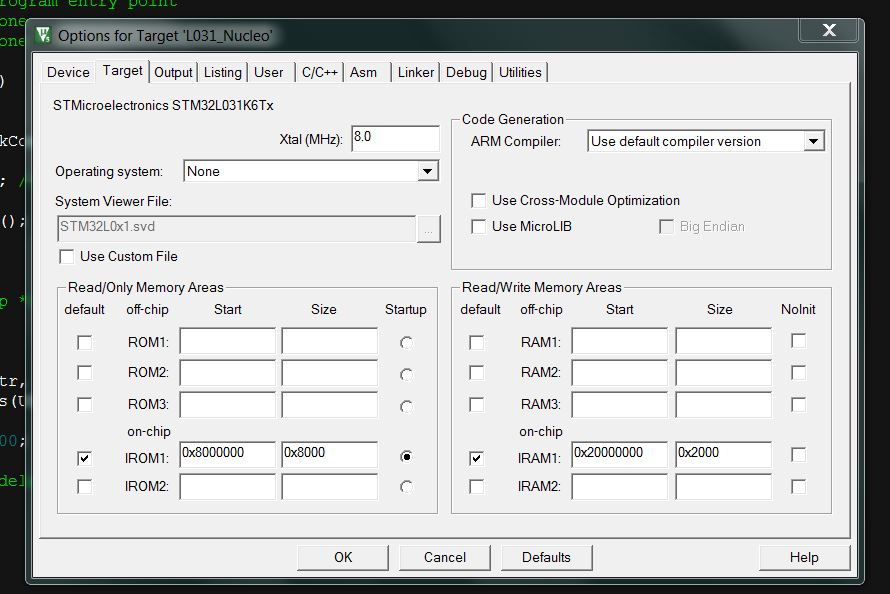 rogram entry point
one
one
)
kCo
; /
();
p *
tr,
s(U
00;
del
Options for Target 'L031_Nucleo'
Device Target Output Listing User C/C++ Asm Linker Debug Utilities
STMicroelectronics STM32L031K6Tx
Xtal (MHz): 8.0
Operating system: None
System Viewer File:
STM32L0x1.svd ...
Use Custom File
Code Generation
ARM Compiler: Use default compiler version
Use Cross-Module Optimization
Use MicroLIB Big Endian
Read/Only Memory Areas
default off-chip Start Size Startup
ROM1:
ROM2:
ROM3:
on-chip
IROM1: 0x8000000 0x8000
IROM2:
Read/Write Memory Areas
default off-chip Start Size NoInit
RAM1:
RAM2:
RAM3:
on-chip
IRAM1: 0x20000000 0x2000
IRAM2:
OK Cancel Defaults Help